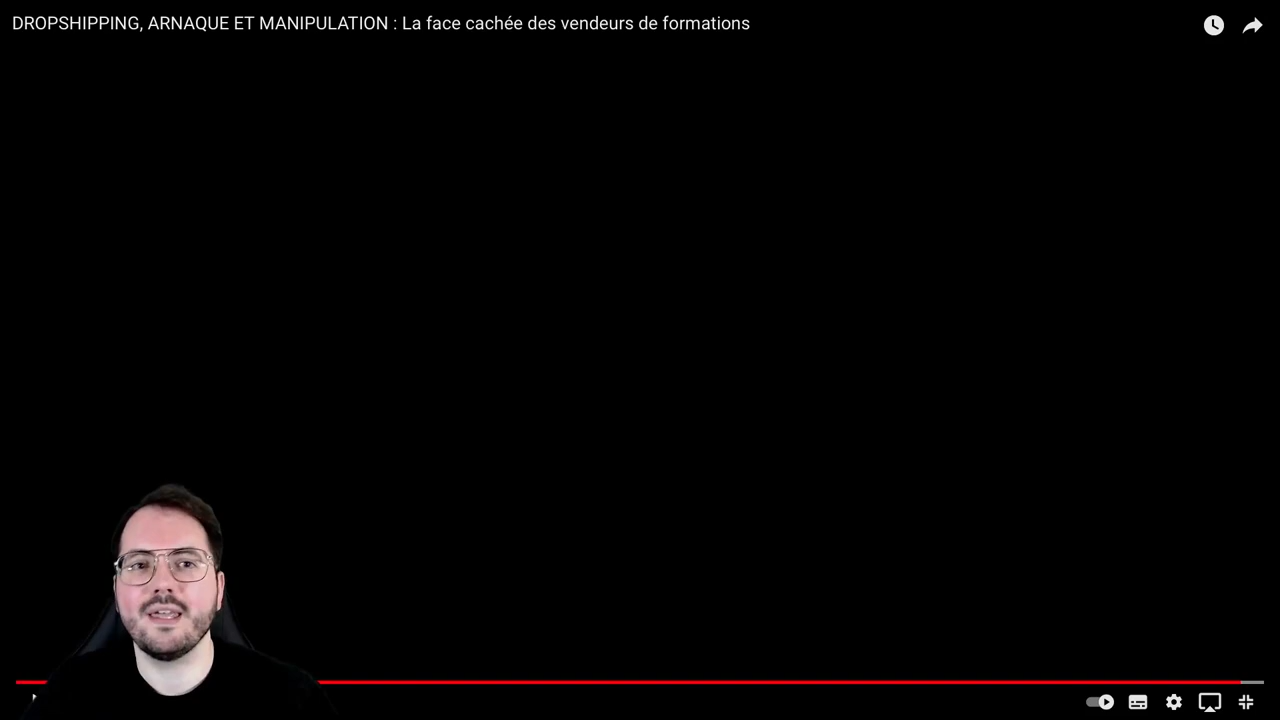 DROPSHIPPING, ARNAQUE ET MANIPULATION : La face cachée des vendeurs de formations